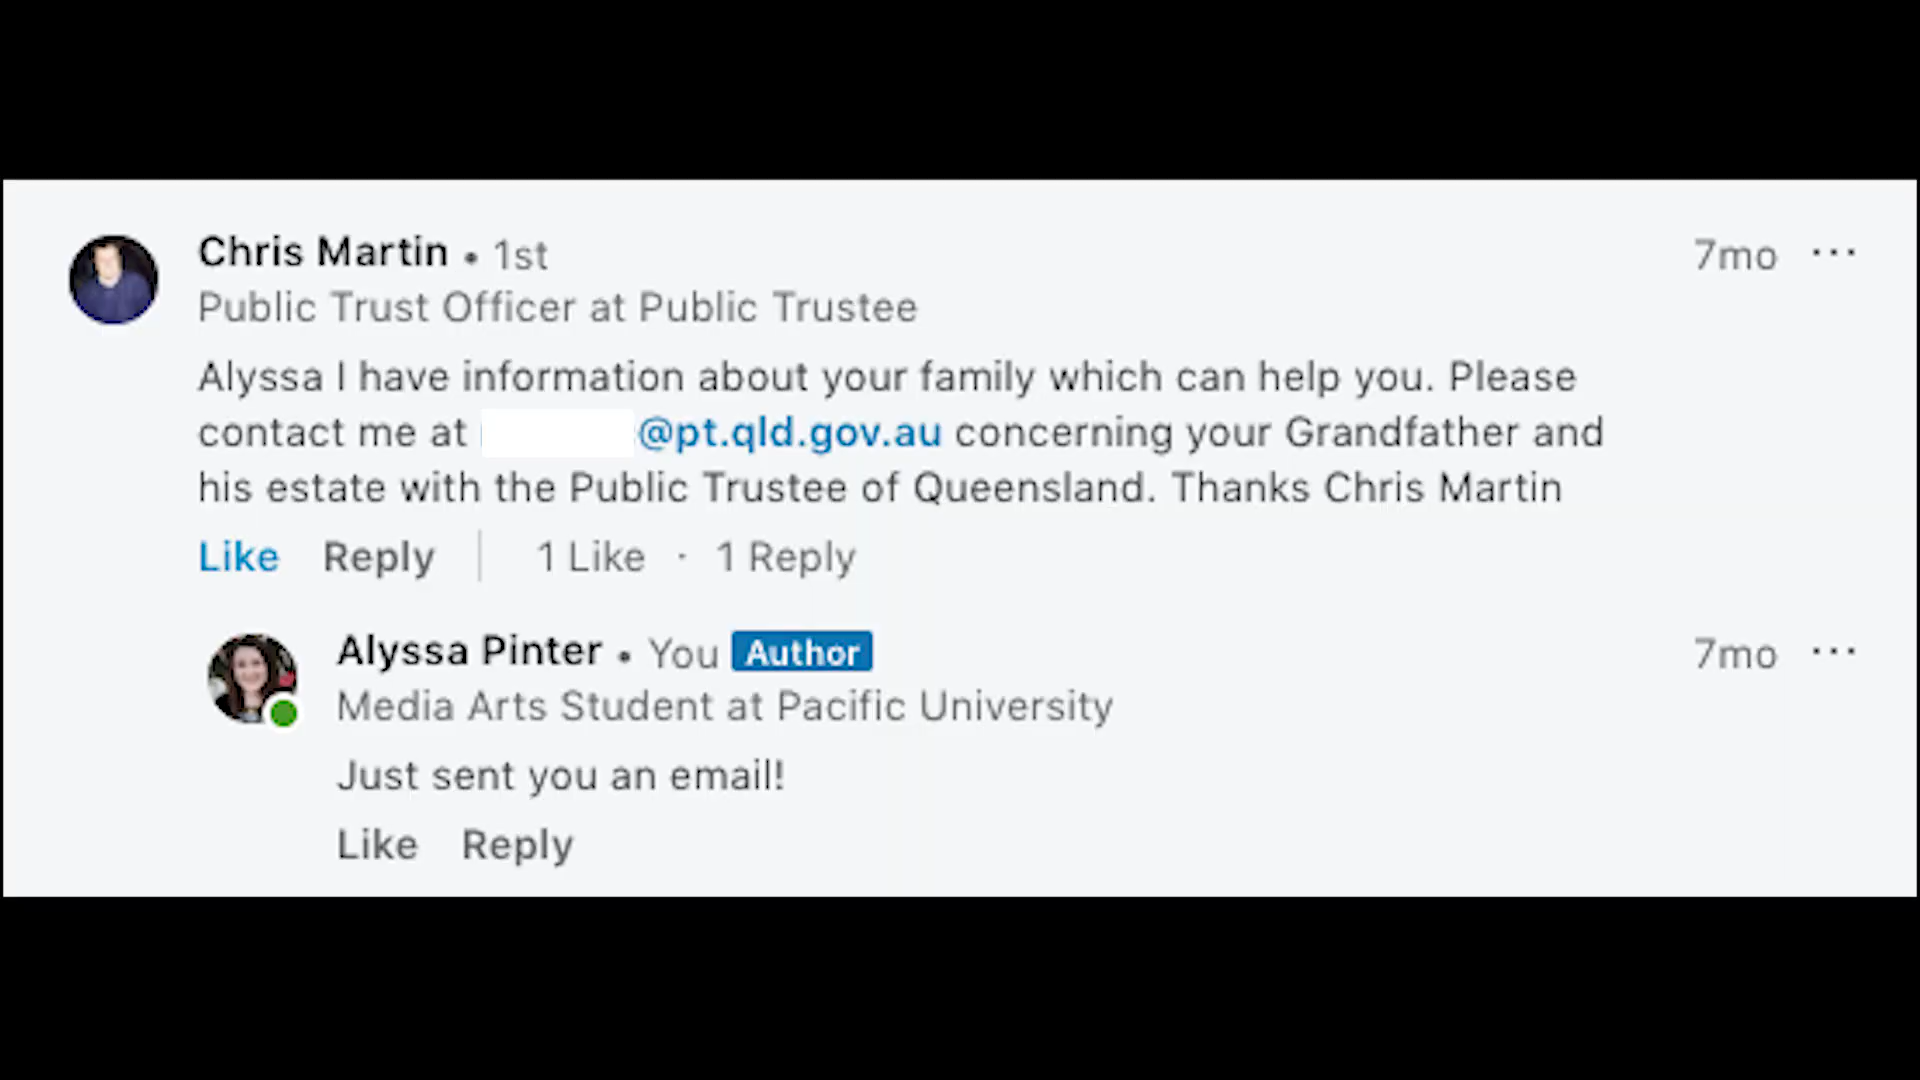 Chris Martin • 1st
7mo ...
Public Trust Officer at Public Trustee
Alyssa I have information about your family which can help you. Please
contact me at @pt.qld.gov.au concerning your Grandfather and
his estate with the Public Trustee of Queensland. Thanks Chris Martin
Like Reply | 1 Like · 1 Reply
Alyssa Pinter • You Author
7mo ...
Media Arts Student at Pacific University
Just sent you an email!
Like Reply